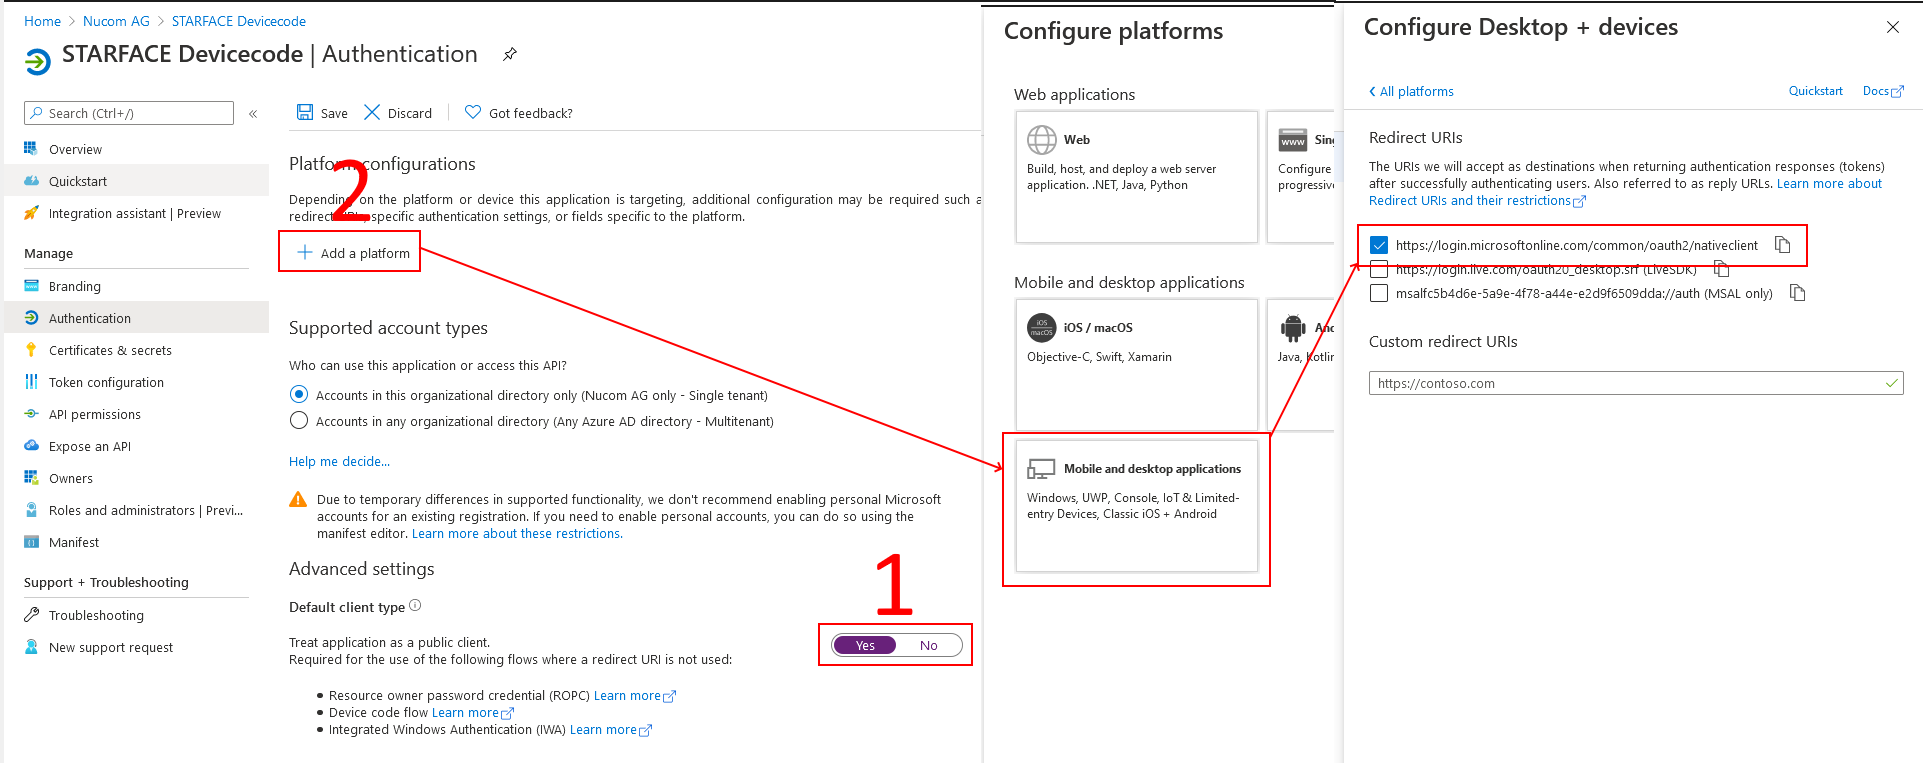 Home > Nucom AG > STARFACE Devicecode
STARFACE Devicecode | Authentication
Search (Ctrl+/)
«
Overview
Quickstart
Integration assistant | Preview
Manage
Branding
Authentication
Certificates & secrets
Token configuration
API permissions
Expose an API
Owners
Roles and administrators | Previ...
Manifest
Support + Troubleshooting
Troubleshooting
New support request
Save
Discard
Got feedback?
Platform configurations
2
Depending on the platform or device this application is targeting, additional configuration may be required such a
redirect URI, specific authentication settings, or fields specific to the platform.
Add a platform
Supported account types
Who can use this application or access this API?
Accounts in this organizational directory only (Nucom AG only - Single tenant)
Accounts in any organizational directory (Any Azure AD directory - Multitenant)
Help me decide...
Due to temporary differences in supported functionality, we don't recommend enabling personal Microsoft
accounts for an existing registration. If you need to enable personal accounts, you can do so using the
manifest editor. Learn more about these restrictions.
Advanced settings
1
Default client type
Treat application as a public client.
Required for the use of the following flows where a redirect URI is not used:
Yes
No
• Resource owner password credential (ROPC) Learn more
• Device code flow Learn more
• Integrated Windows Authentication (IWA) Learn more
Configure platforms
Web applications
Web
Build, host, and deploy a web server
application. .NET, Java, Python
www
Sing
Configure
progressive
Mobile and desktop applications
iOS
macOS
iOS / macOS
Objective-C, Swift, Xamarin
And
Java, Kotlin
Mobile and desktop applications
Windows, UWP, Console, IoT & Limited-
entry Devices, Classic iOS + Android
Configure Desktop + devices
All platforms
Quickstart
Docs
Redirect URIs
The URIs we will accept as destinations when returning authentication responses (tokens)
after successfully authenticating users. Also referred to as reply URLs. Learn more about
Redirect URIs and their restrictions
https://login.microsoftonline.com/common/oauth2/nativeclient
https://login.live.com/oauth20_desktop.srf (LiveSDK)
msalfc5b4d6e-5a9e-4f78-a44e-e2d9f6509dda://auth (MSAL only)
Custom redirect URIs
https://contoso.com